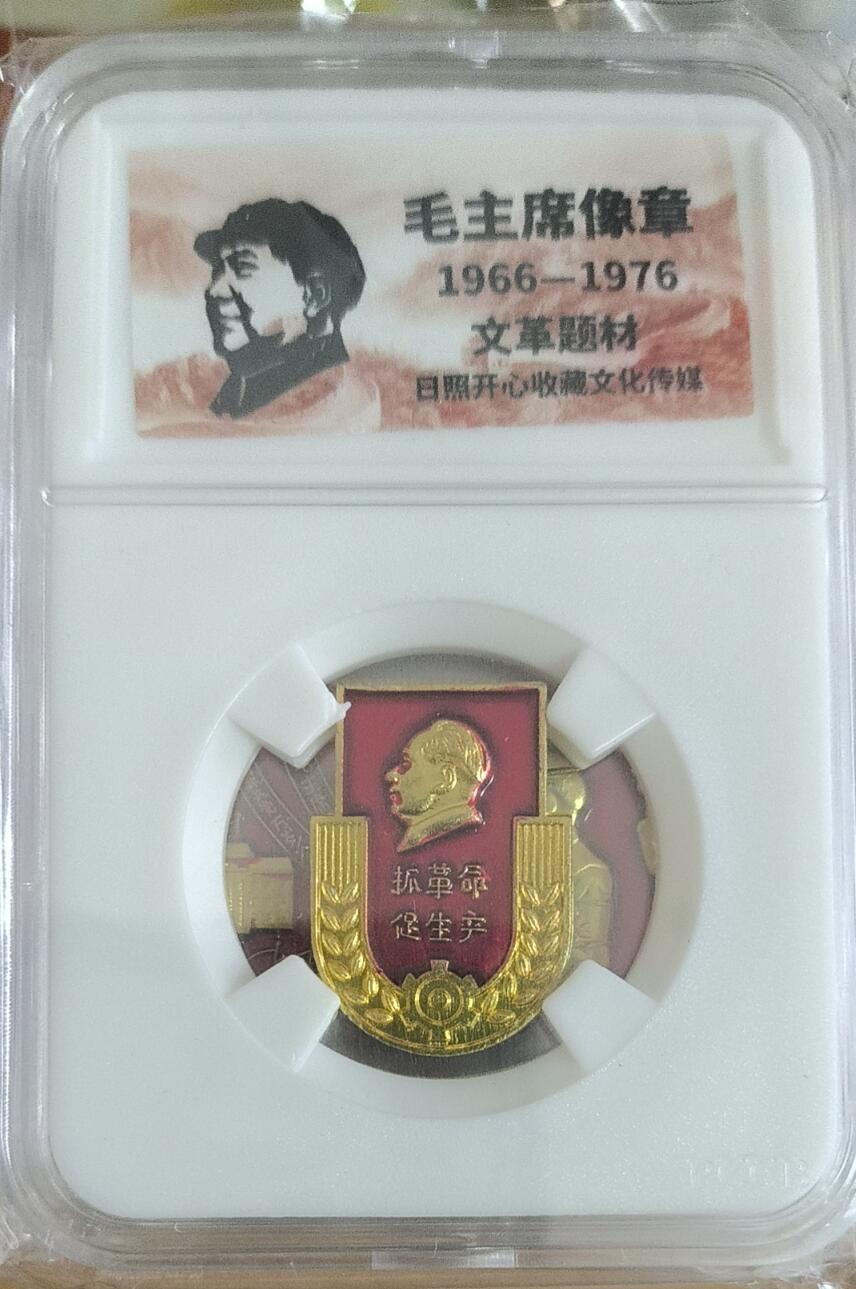 毛主席像章
1966—1976
文革题材
日照开心收藏文化传媒
抓革命
促生产